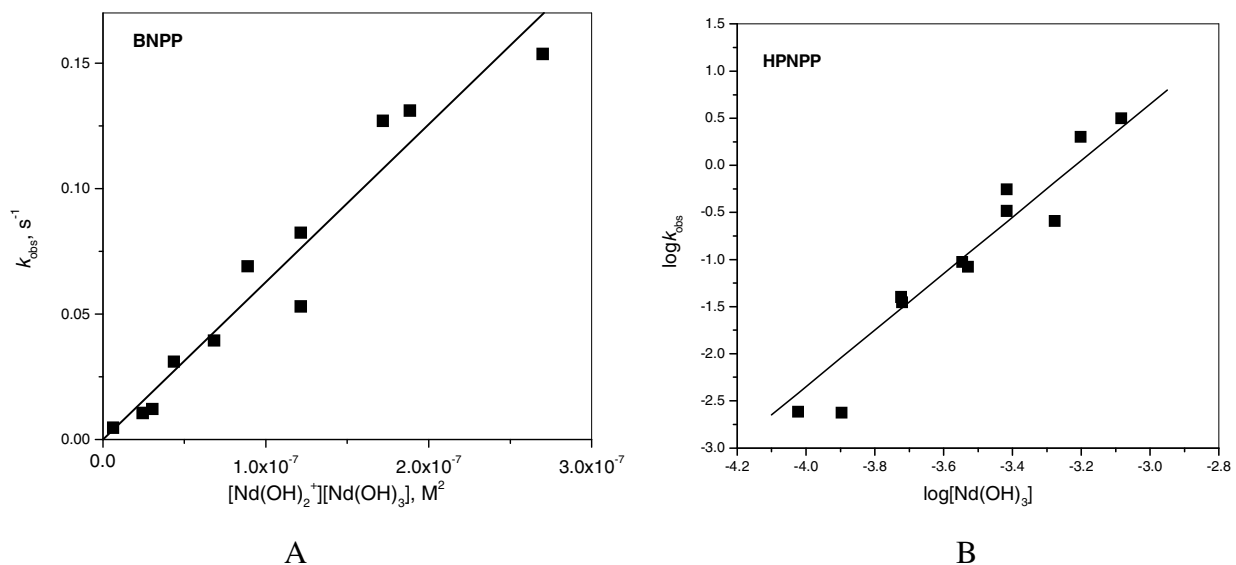 BNPP
0.15
0.10
0.05
0.00
k_obs, s⁻¹
0.0 1.0x10⁻⁷ 2.0x10⁻⁷ 3.0x10⁻⁷
[Nd(OH)₂⁺][Nd(OH)₃], M²
A
HPNPP
1.5
1.0
0.5
0.0
-0.5
-1.0
-1.5
-2.0
-2.5
-3.0
logk_obs
-4.2 -4.0 -3.8 -3.6 -3.4 -3.2 -3.0 -2.8
log[Nd(OH)₃]
B